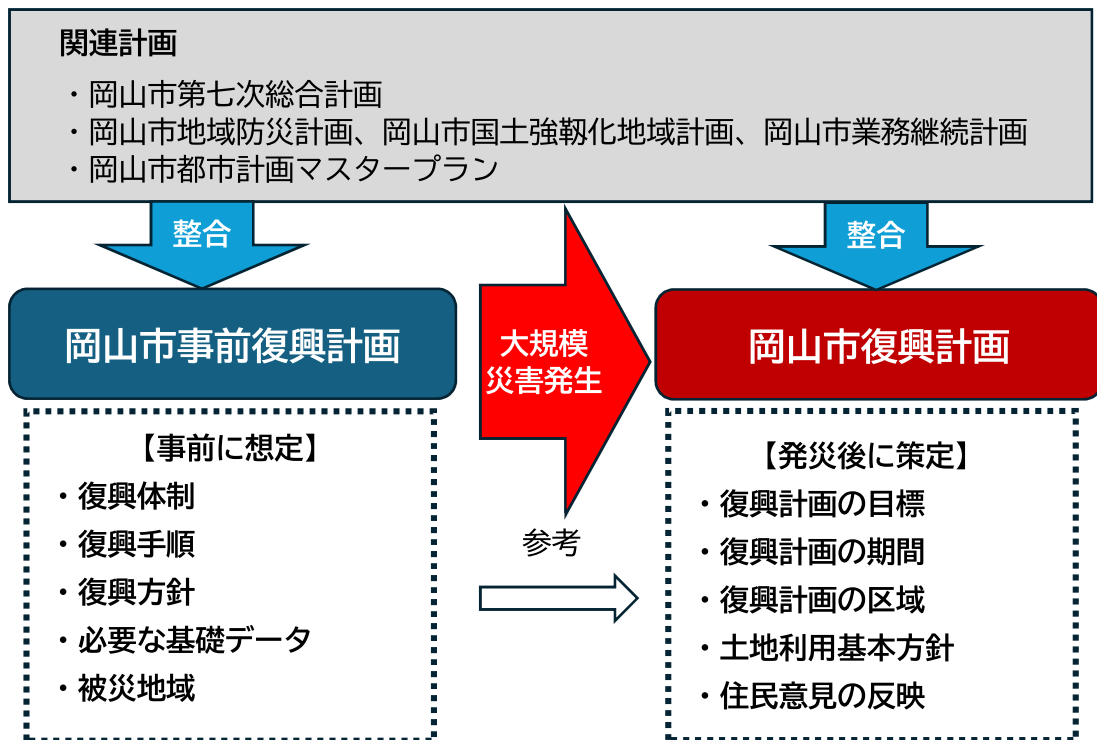 関連計画
・岡山市第七次総合計画
・岡山市地域防災計画、岡山市国土強靱化地域計画、岡山市業務継続計画
・岡山市都市計画マスタープラン
整合
整合
岡山市事前復興計画
大規模
災害発生
岡山市復興計画
【事前に想定】
・復興体制
・復興手順
・復興方針
・必要な基礎データ
・被災地域
参考
【発災後に策定】
・復興計画の目標
・復興計画の期間
・復興計画の区域
・土地利用基本方針
・住民意見の反映